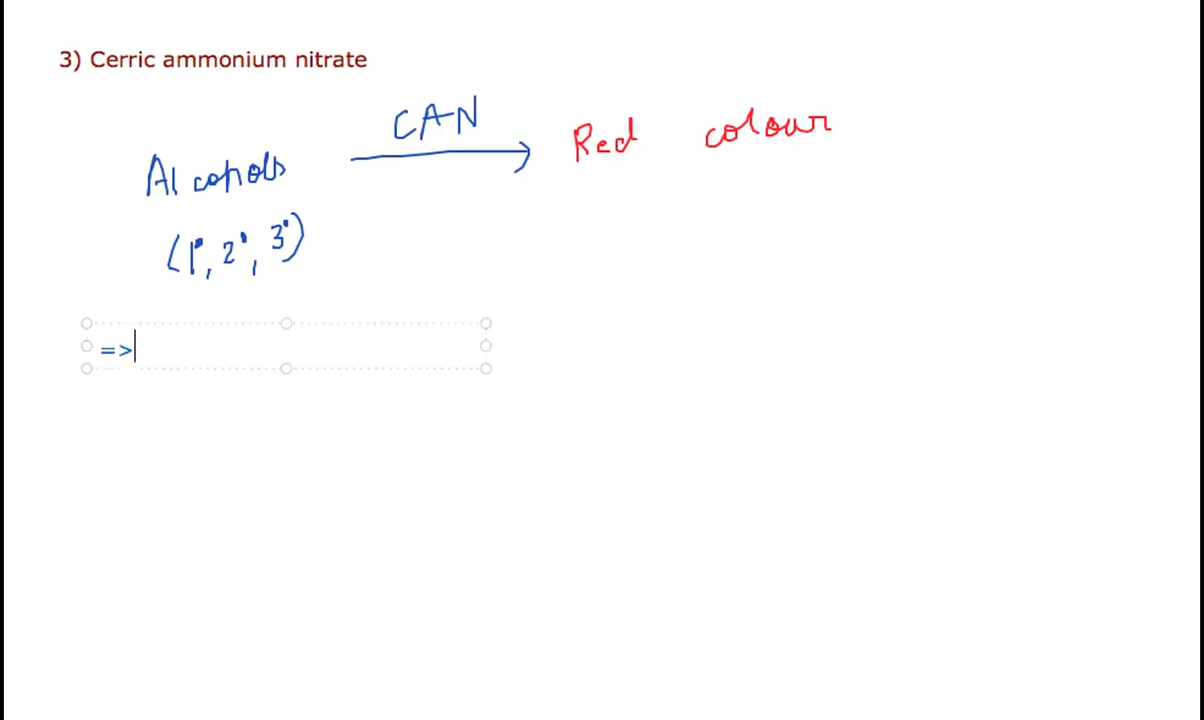 3) Cerric ammonium nitrate
CAN
Alcohols
Red colour
(1°, 2°, 3°)
=>